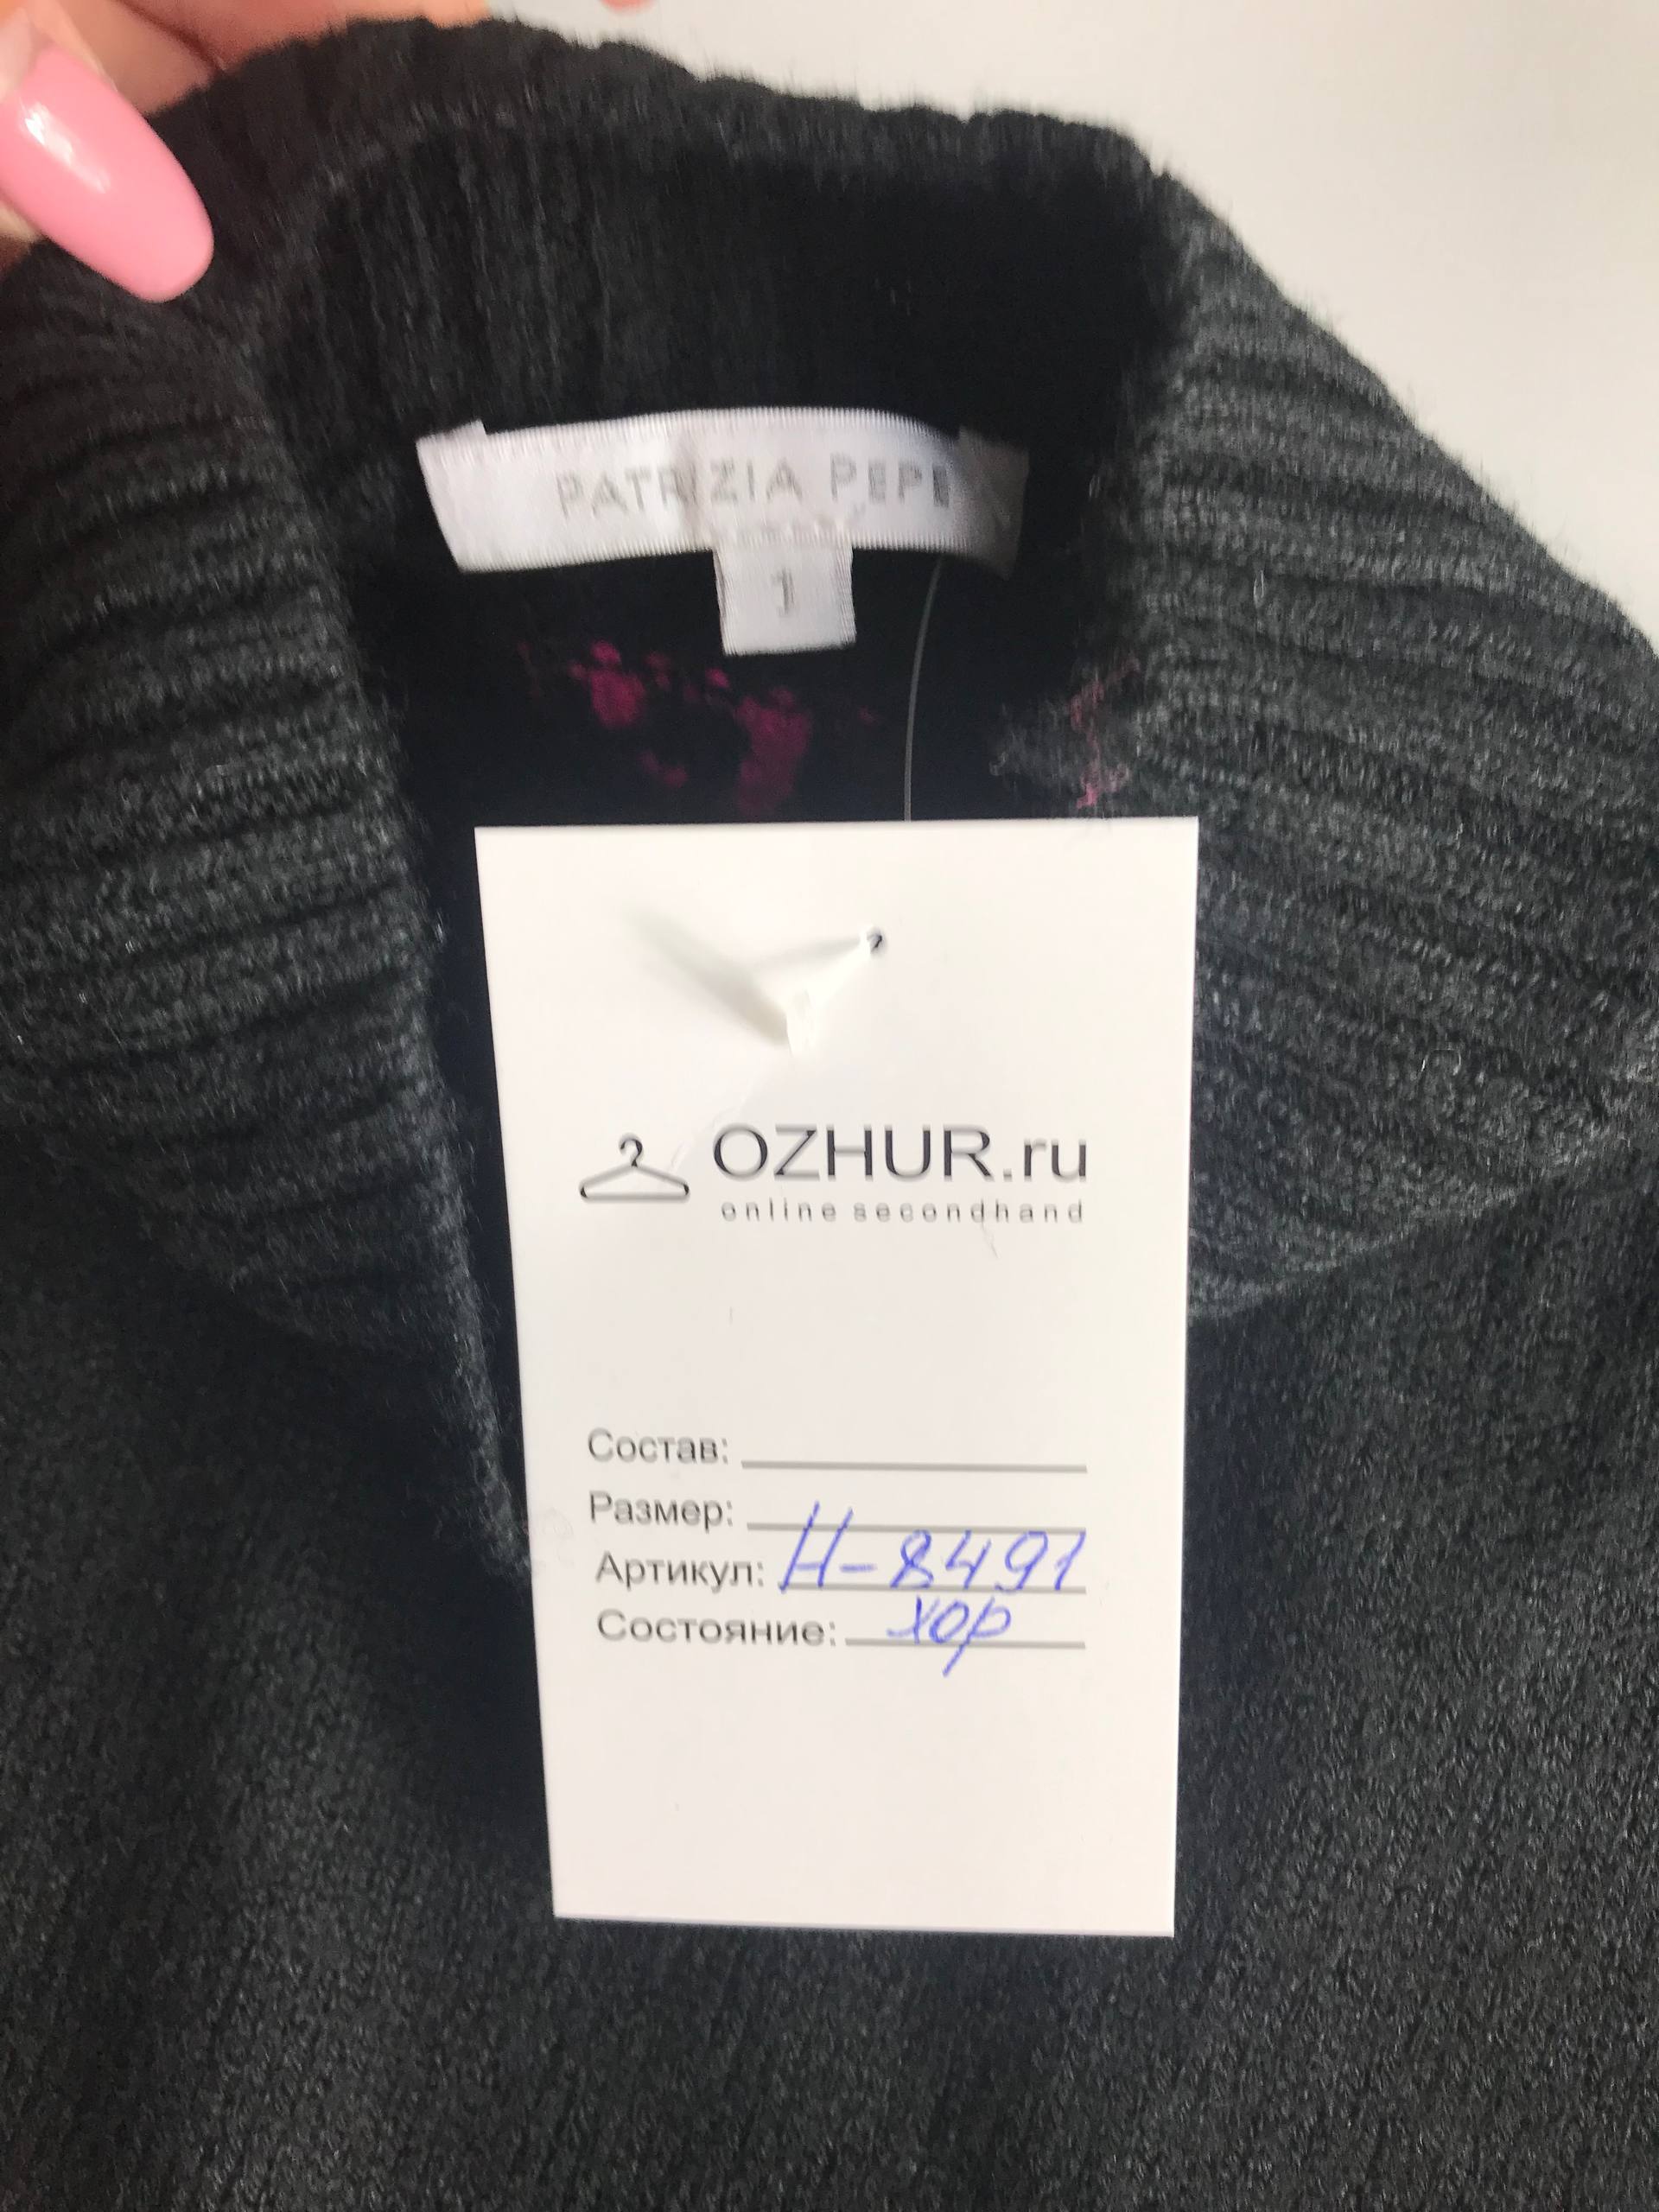 PATRIZIA PEPE
1
OZHUR.ru
online secondhand
Состав:
Размер:
Артикул: Н-8491
Состояние: хор